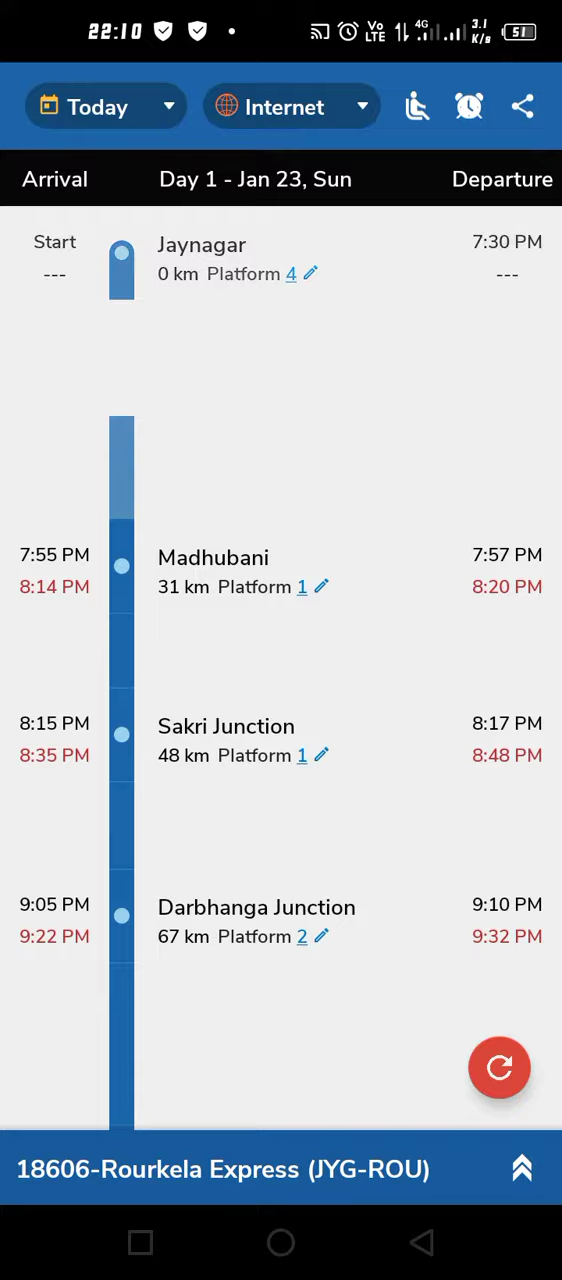 22:10 Vo LTE 4G 3.1 K/s 51
Today Internet
Arrival Day 1 - Jan 23, Sun Departure
Start Jaynagar 7:30 PM
--- 0 km Platform 4 ---
7:55 PM Madhubani 7:57 PM
8:14 PM 31 km Platform 1 8:20 PM
8:15 PM Sakri Junction 8:17 PM
8:35 PM 48 km Platform 1 8:48 PM
9:05 PM Darbhanga Junction 9:10 PM
9:22 PM 67 km Platform 2 9:32 PM
18606-Rourkela Express (JYG-ROU)